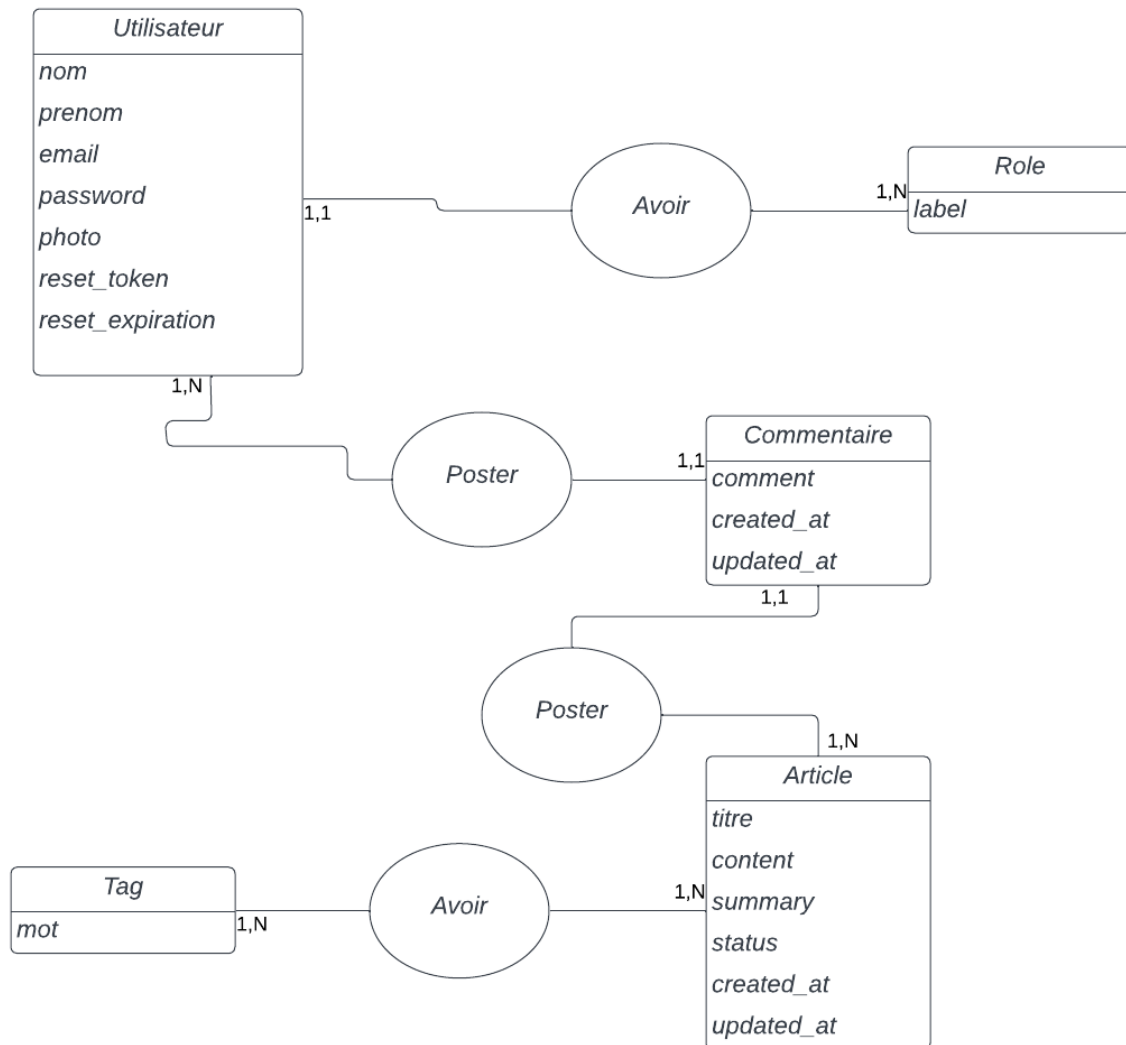 Utilisateur
nom
prenom
email
password
photo
reset_token
reset_expiration
1,1
Avoir
1,N
Role
label
1,N
Poster
1,1
Commentaire
comment
created_at
updated_at
1,1
Poster
1,N
Article
titre
content
summary
status
created_at
updated_at
Tag
mot
1,N
Avoir
1,N